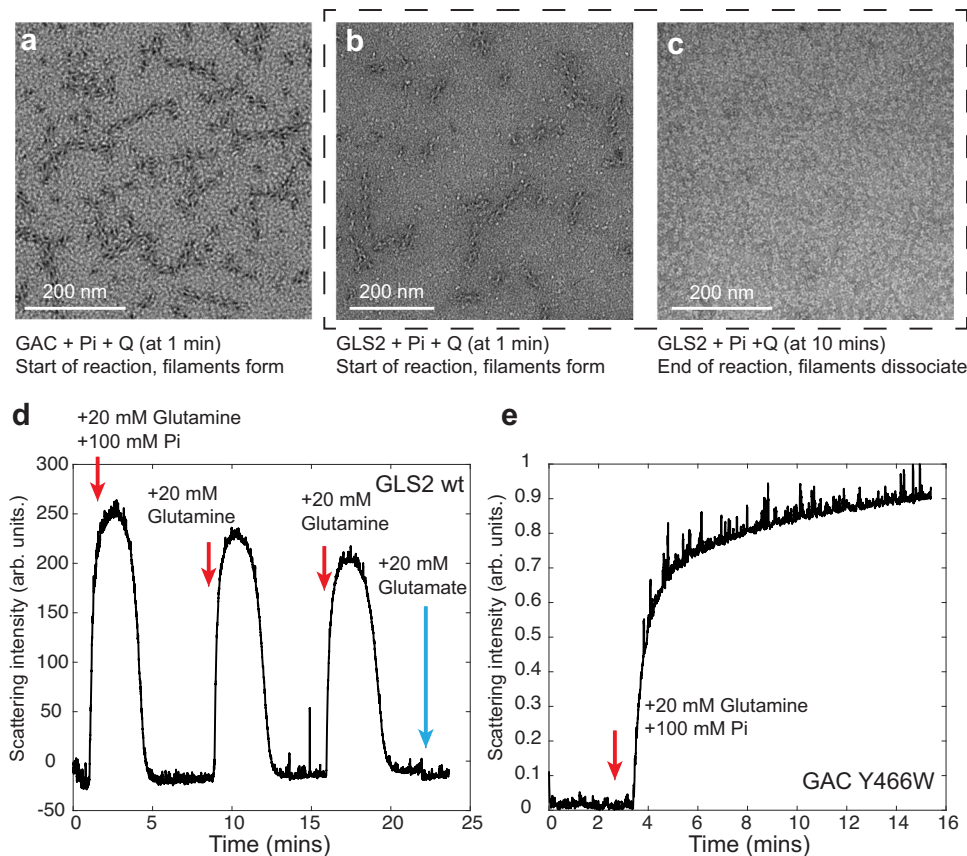 a
b
c
200 nm
200 nm
200 nm
GAC + Pi + Q (at 1 min)
Start of reaction, filaments form
GLS2 + Pi + Q (at 1 min)
Start of reaction, filaments form
GLS2 + Pi +Q (at 10 mins)
End of reaction, filaments dissociate
d
+20 mM Glutamine
+100 mM Pi
+20 mM
Glutamine
+20 mM
Glutamine
GLS2 wt
+20 mM
Glutamate
Scattering intensity (arb. units.)
300
250
200
150
100
50
0
-50
0 5 10 15 20 25
Time (mins)
e
Scattering intensity (arb. units.)
1
0.9
0.8
0.7
0.6
0.5
0.4
0.3
0.2
0.1
0
+20 mM Glutamine
+100 mM Pi
GAC Y466W
0 2 4 6 8 10 12 14 16
Time (mins)